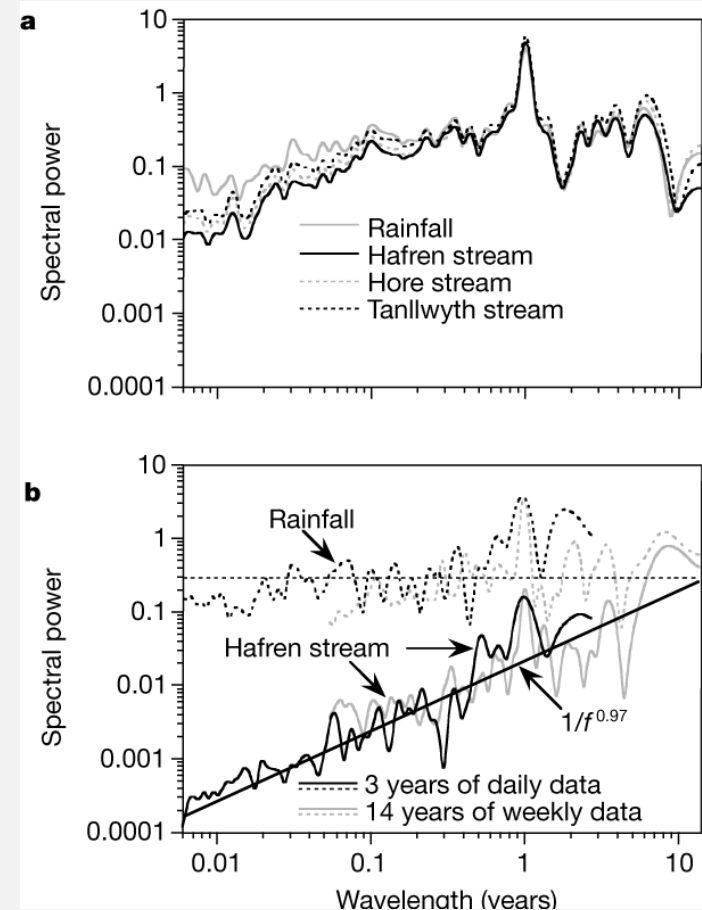 a
10
1
0.1
0.01
0.001
0.0001
Spectral power
Rainfall
Hafren stream
Hore stream
Tanllwyth stream
b
10
1
0.1
0.01
0.001
0.0001
Spectral power
Rainfall
Hafren stream
1/f^0.97
3 years of daily data
14 years of weekly data
0.01 0.1 1 10
Wavelength (years)